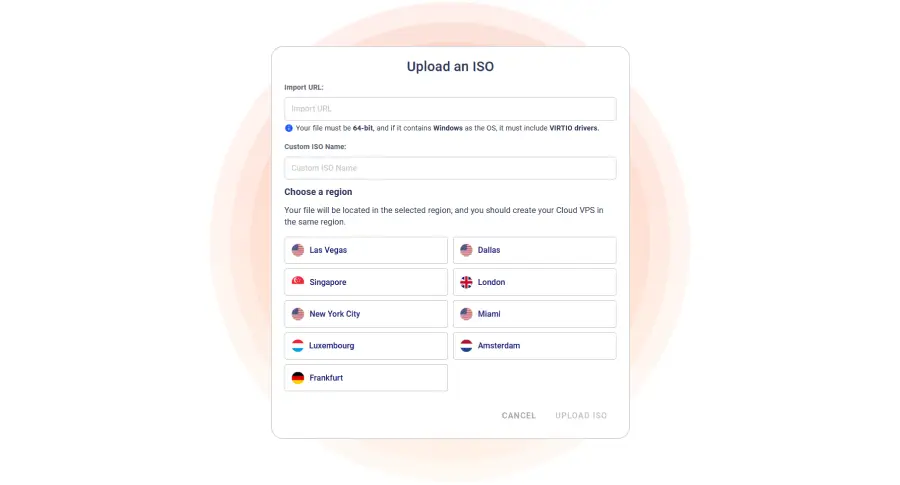 Upload an ISO
Import URL:
Import URL
Your file must be 64-bit, and if it contains Windows as the OS, it must include VIRTIO drivers.
Custom ISO Name:
Custom ISO Name
Choose a region
Your file will be located in the selected region, and you should create your Cloud VPS in
the same region.
Las Vegas
Dallas
Singapore
London
New York City
Miami
Luxembourg
Amsterdam
Frankfurt
CANCEL
UPLOAD ISO